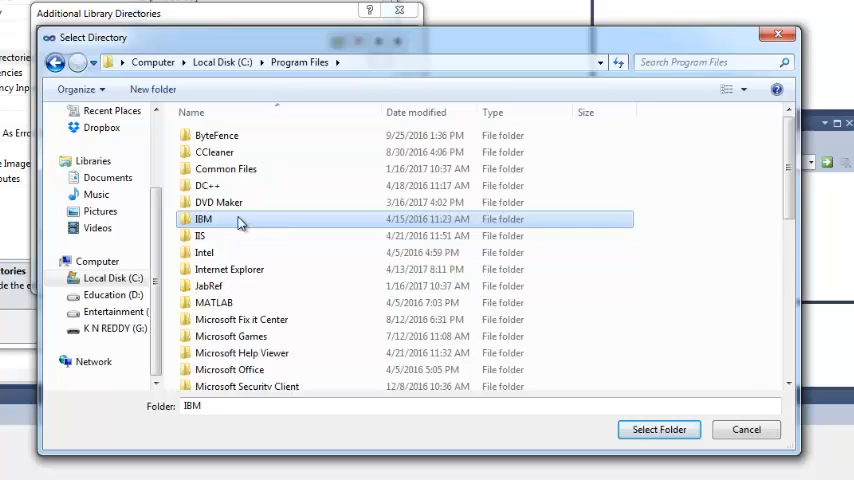 Additional Library Directories
Select Directory
Computer Local Disk (C:) Program Files
Search Program Files
Organize
New folder
Name Date modified Type Size
Recent Places
Dropbox
Libraries
Documents
Music
Pictures
Videos
Computer
Local Disk (C:)
Education (D:)
Entertainment (
K N REDDY (G:)
Network
ByteFence 9/25/2016 1:36 PM File folder
CCleaner 8/30/2016 4:06 PM File folder
Common Files 1/16/2017 10:37 AM File folder
DC++ 4/18/2016 11:17 AM File folder
DVD Maker 3/16/2017 4:02 PM File folder
IBM 4/15/2016 11:23 AM File folder
IIS 4/21/2016 11:51 AM File folder
Intel 4/5/2016 4:59 PM File folder
Internet Explorer 4/13/2017 8:11 PM File folder
JabRef 1/16/2017 10:37 AM File folder
MATLAB 4/5/2016 7:03 PM File folder
Microsoft Fix it Center 8/12/2016 6:31 PM File folder
Microsoft Games 7/12/2016 11:08 AM File folder
Microsoft Help Viewer 4/21/2016 11:32 AM File folder
Microsoft Office 4/5/2016 5:05 PM File folder
Microsoft Security Client 12/8/2016 10:36 AM File folder
Folder: IBM
Select Folder
Cancel
ectorie
encies
ncy Inp
As Erro
e Image
butes
tories
de the e